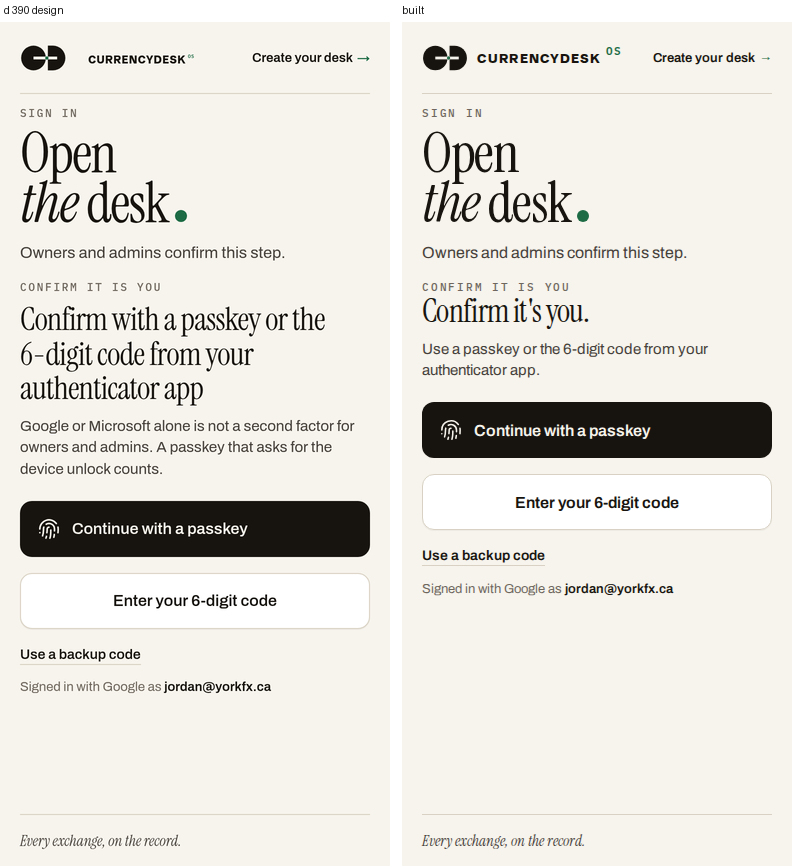 d 390 design
CURRENCYDESK OS
Create your desk →
SIGN IN
Open
the desk.
Owners and admins confirm this step.
CONFIRM IT IS YOU
Confirm with a passkey or the
6-digit code from your
authenticator app
Google or Microsoft alone is not a second factor for
owners and admins. A passkey that asks for the
device unlock counts.
Continue with a passkey
Enter your 6-digit code
Use a backup code
Signed in with Google as jordan@yorkfx.ca
Every exchange, on the record.
built
CURRENCYDESK OS
Create your desk →
SIGN IN
Open
the desk.
Owners and admins confirm this step.
CONFIRM IT IS YOU
Confirm it's you.
Use a passkey or the 6-digit code from your
authenticator app.
Continue with a passkey
Enter your 6-digit code
Use a backup code
Signed in with Google as jordan@yorkfx.ca
Every exchange, on the record.